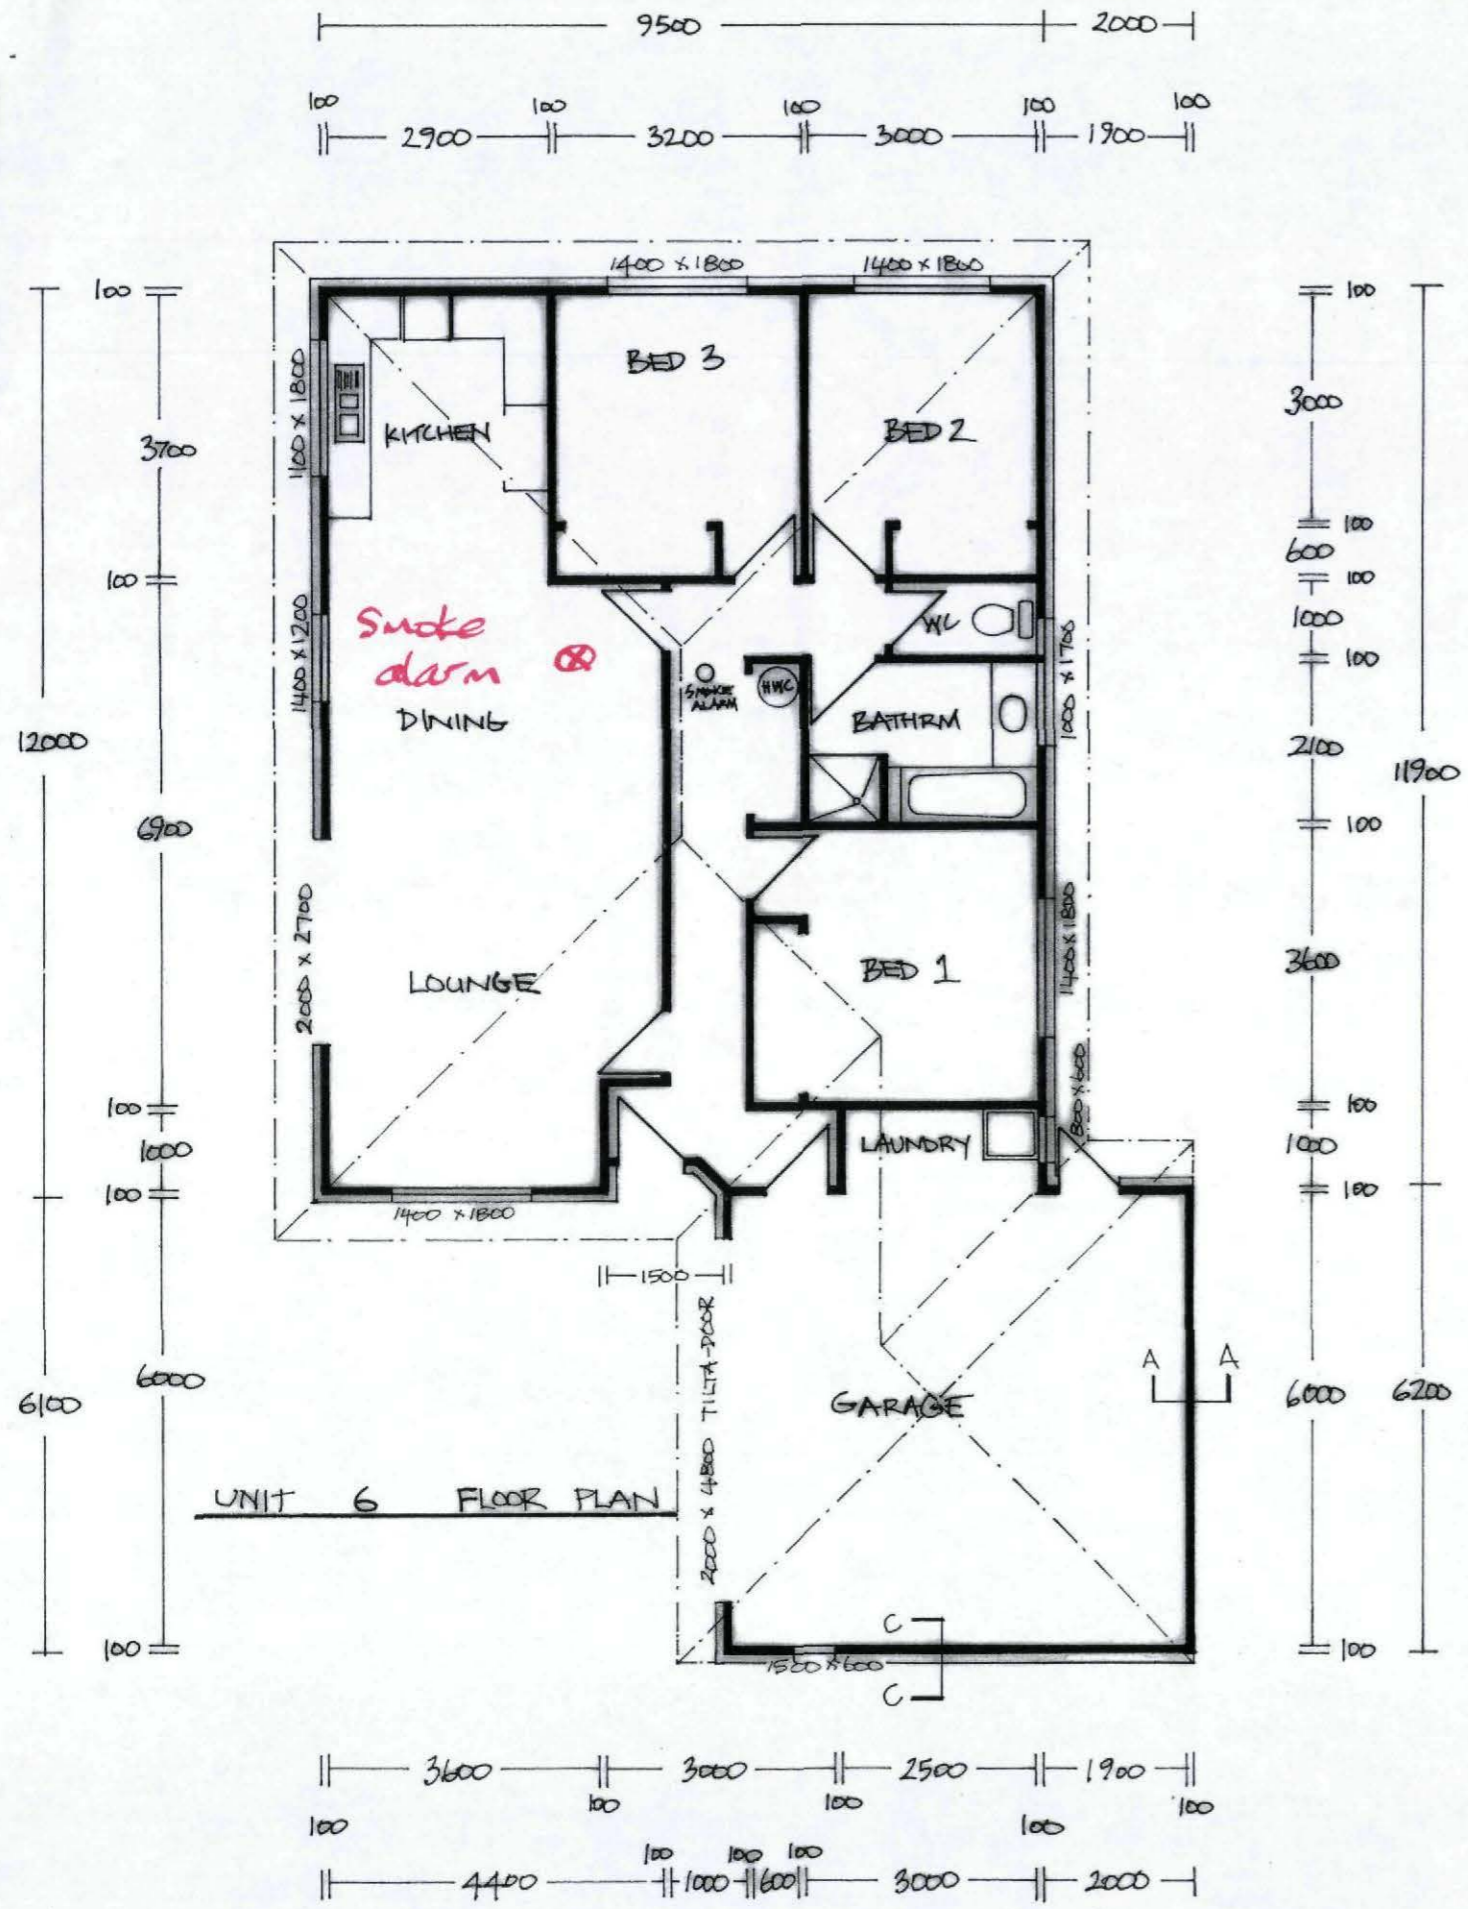 9500 2000
100 100 100 100 100
2900 3200 3000 1900
1400 x 1800 1400 x 1800
100 100
BED 3
1100 x 1800
3000
KITCHEN BED 2
3700
100
600
100 100
Smoke
alarm
1400 x 1200
WC
1000
1000 x 1700
100
SMOKE
ALARM
HWC
DINING BATHRM
12000 2100 11900
6900 100
2000 x 2700
LOUNGE BED 1
1400 x 1800
3600
800 x 600
100 100
1000 LAUNDRY 1000
100 100
1400 x 1800
1500
2000 x 4800 TILTA-DOOR
A A
6000 6000
6100 GARAGE 6200
UNIT 6 FLOOR PLAN
C
100 100
1500 x 600
C
3600 3000 2500 1900
100 100 100 100 100
100 100 100
4400 1000 600 3000 2000